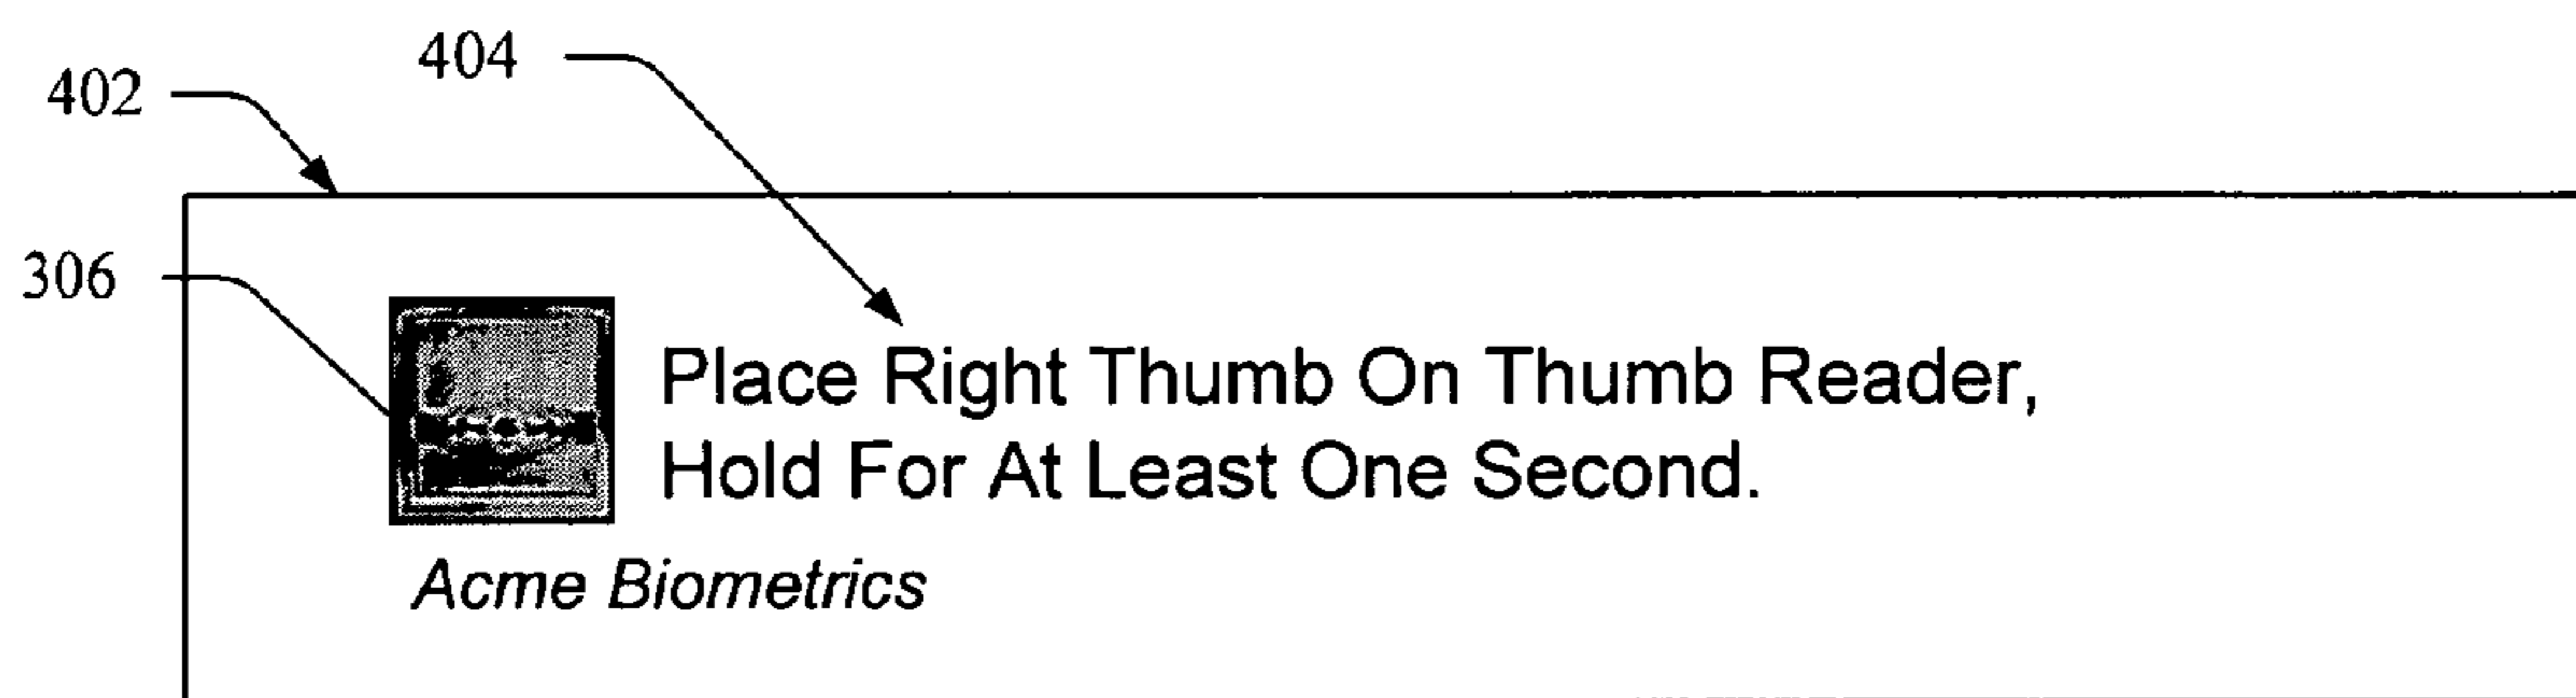 404
402
306
Place Right Thumb On Thumb Reader,
Hold For At Least One Second.
Acme Biometrics